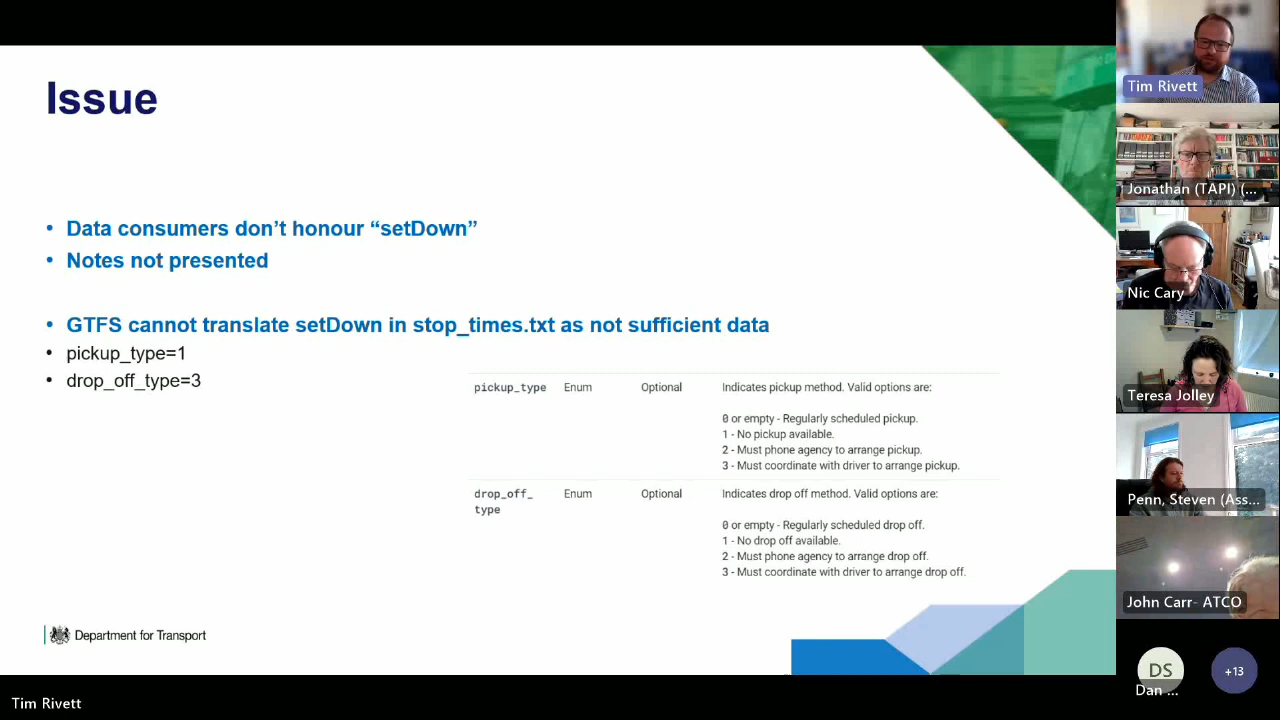 Issue
• Data consumers don't honour “setDown”
• Notes not presented
• GTFS cannot translate setDown in stop_times.txt as not sufficient data
• pickup_type=1
• drop_off_type=3
pickup_type Enum Optional Indicates pickup method. Valid options are:
0 or empty - Regularly scheduled pickup.
1 - No pickup available.
2 - Must phone agency to arrange pickup.
3 - Must coordinate with driver to arrange pickup.
drop_off_ Enum Optional Indicates drop off method. Valid options are:
type
0 or empty - Regularly scheduled drop off.
1 - No drop off available.
2 - Must phone agency to arrange drop off.
3 - Must coordinate with driver to arrange drop off.
Department for Transport
Tim Rivett
Tim Rivett
Jonathan (TAPI) (...
Nic Cary
Teresa Jolley
Penn, Steven (Ass...
John Carr- ATCO
DS
Dan ...
+13